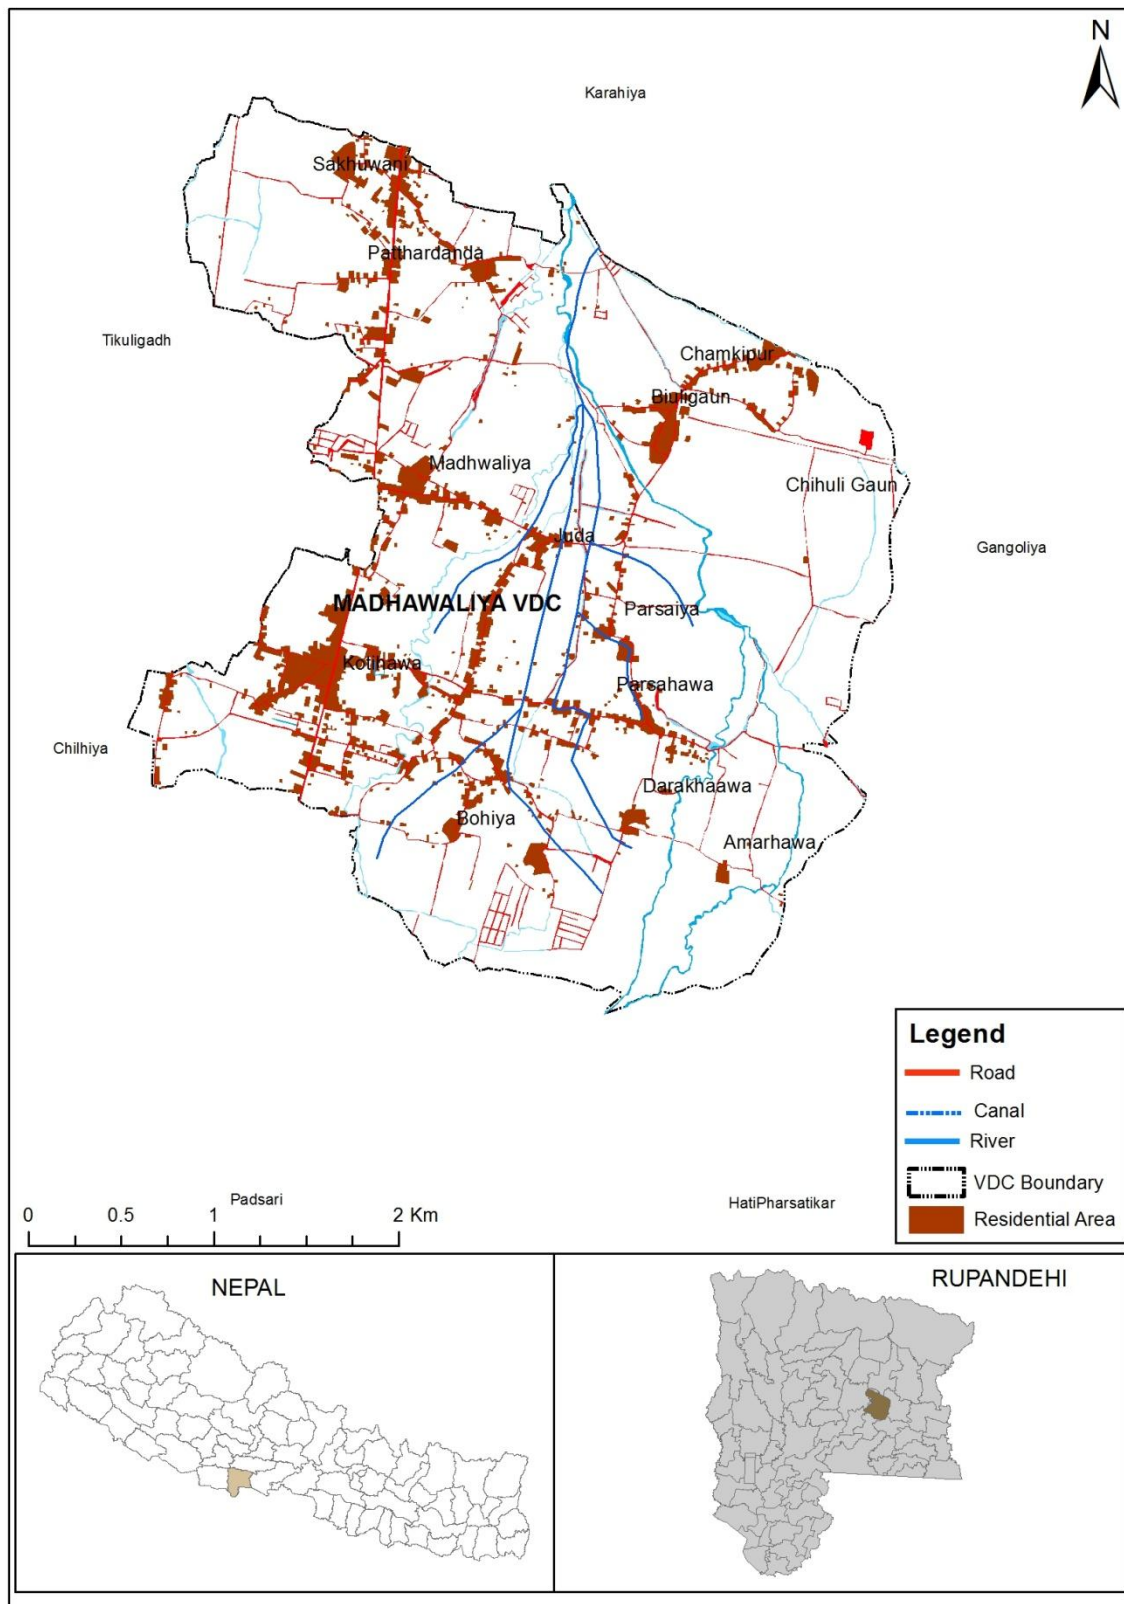 N
Karahiya
Sakhuwani
Patthardanda
Tikuligadh
Chamkipur
Biuligaun
Madhwaliya
Chihuli Gaun
Juda
Gangoliya
MADHAWALIYA VDC
Parsaiya
Kotihawa
Parsahawa
Chilhiya
Darakhaawa
Bohiya
Amarhawa
Legend
Road
Canal
River
VDC Boundary
Residential Area
Padsari
HatiPharsatikar
0 0.5 1 2 Km
NEPAL
RUPANDEHI